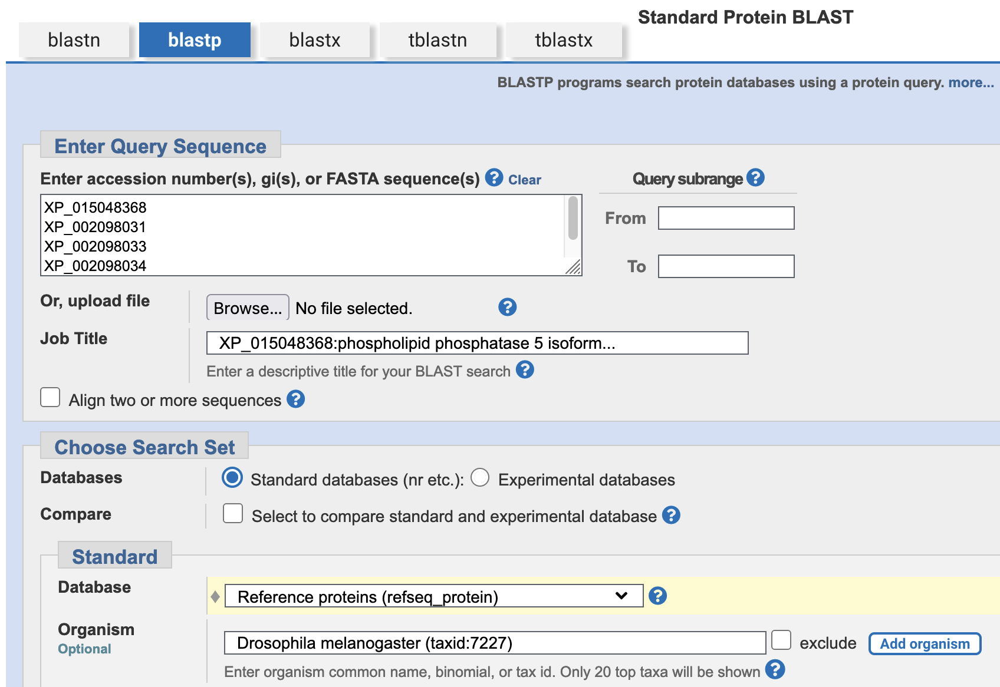 Standard Protein BLAST
blastn blastp blastx tblastn tblastx
BLASTP programs search protein databases using a protein query. more...
Enter Query Sequence
Enter accession number(s), gi(s), or FASTA sequence(s) ? Clear Query subrange ?
XP_015048368
XP_002098031
XP_002098033
XP_002098034
From
To
Or, upload file Browse... No file selected. ?
Job Title XP_015048368:phospholipid phosphatase 5 isoform...
Enter a descriptive title for your BLAST search ?
Align two or more sequences ?
Choose Search Set
Databases Standard databases (nr etc.): Experimental databases
Compare Select to compare standard and experimental database ?
Standard
Database Reference proteins (refseq_protein) ?
Organism
Optional
Drosophila melanogaster (taxid:7227) exclude Add organism
Enter organism common name, binomial, or tax id. Only 20 top taxa will be shown ?